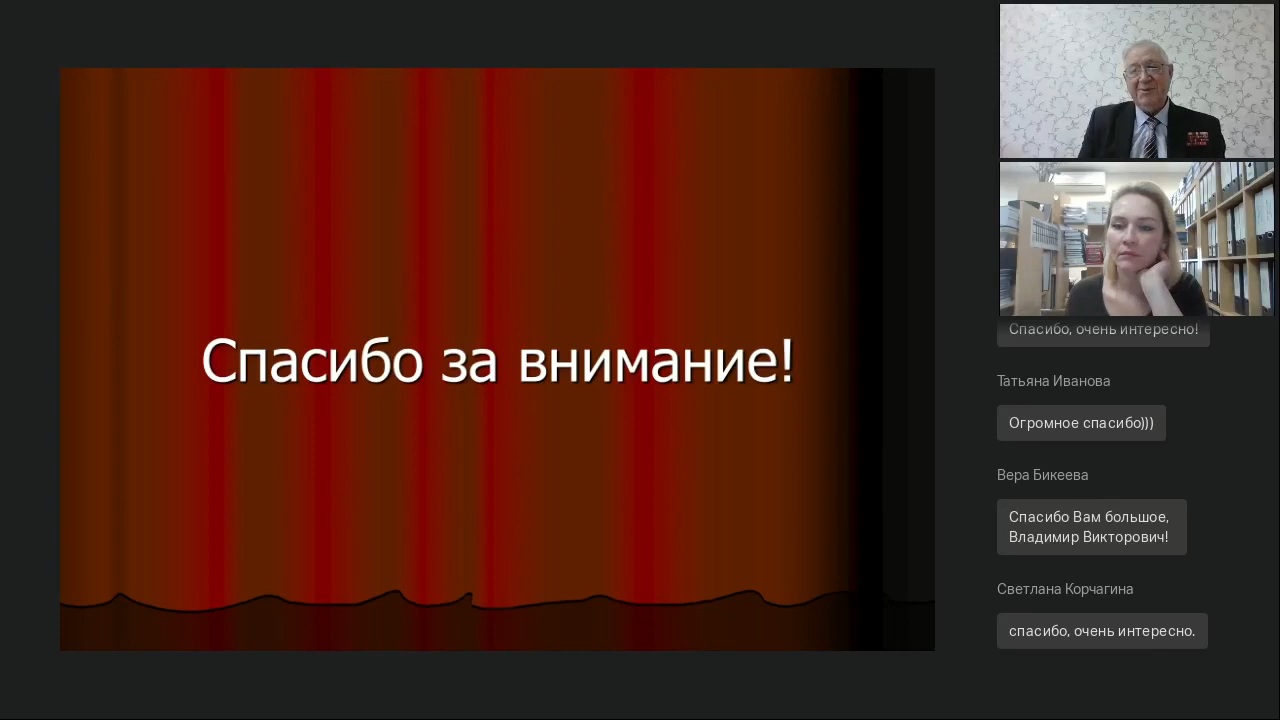 Спасибо за внимание!
Спасибо, очень интересно!
Татьяна Иванова
Огромное спасибо)))
Вера Бикеева
Спасибо Вам большое,
Владимир Викторович!
Светлана Корчагина
спасибо, очень интересно.